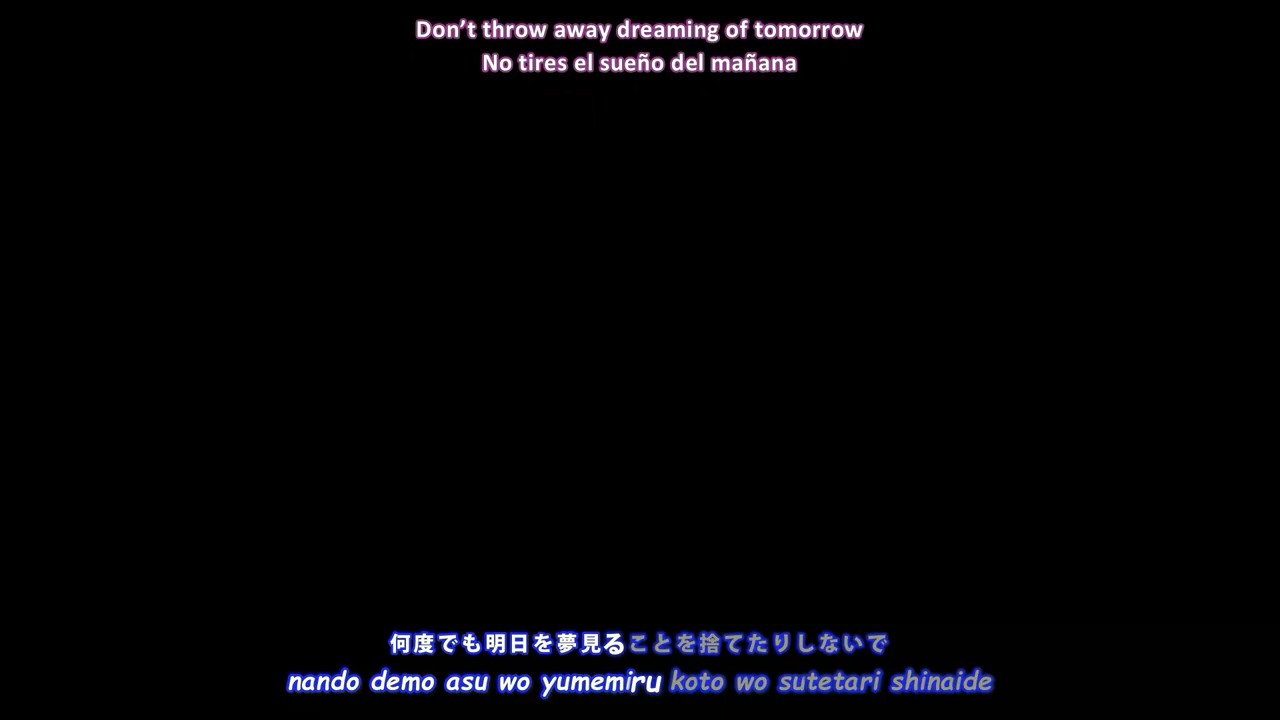 Don’t throw away dreaming of tomorrow
No tires el sueño del mañana
何度でも明日を夢見ることを捨てたりしないで
nando demo asu wo yumemiru koto wo sutetari shinaide